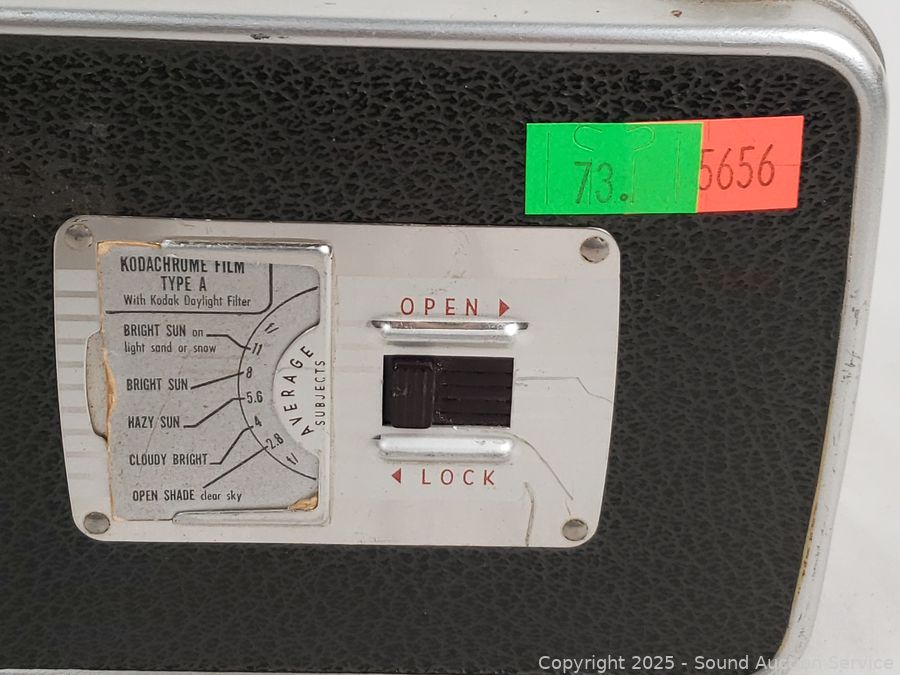 73.
5656
KODACHROME FILM
TYPE A
With Kodak Daylight Filter
BRIGHT SUN on
light sand or snow
BRIGHT SUN
HAZY SUN
CLOUDY BRIGHT
OPEN SHADE clear sky
11
8
5.6
4
2.8
AVERAGE
SUBJECTS
OPEN
LOCK
Copyright 2025 - Sound Auction Service